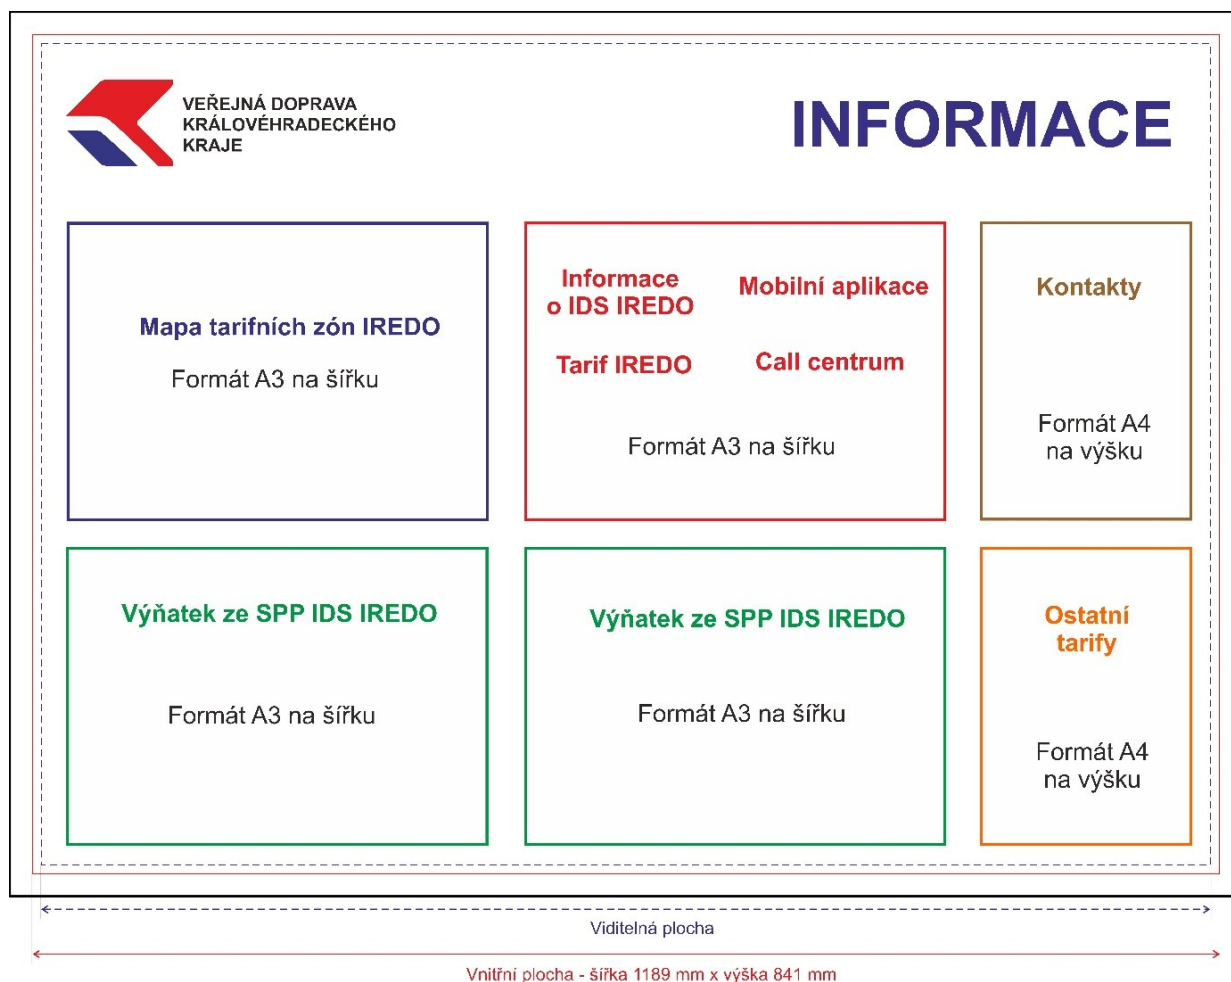 VEŘEJNÁ DOPRAVA
KRÁLOVÉHRADECKÉHO
KRAJE
INFORMACE
Mapa tarifních zón IREDO
Formát A3 na šířku
Informace
o IDS IREDO
Mobilní aplikace
Tarif IREDO
Call centrum
Formát A3 na šířku
Kontakty
Formát A4
na výšku
Výňatek ze SPP IDS IREDO
Formát A3 na šířku
Výňatek ze SPP IDS IREDO
Formát A3 na šířku
Ostatní
tarify
Formát A4
na výšku
Viditelná plocha
Vnitřní plocha - šířka 1189 mm x výška 841 mm